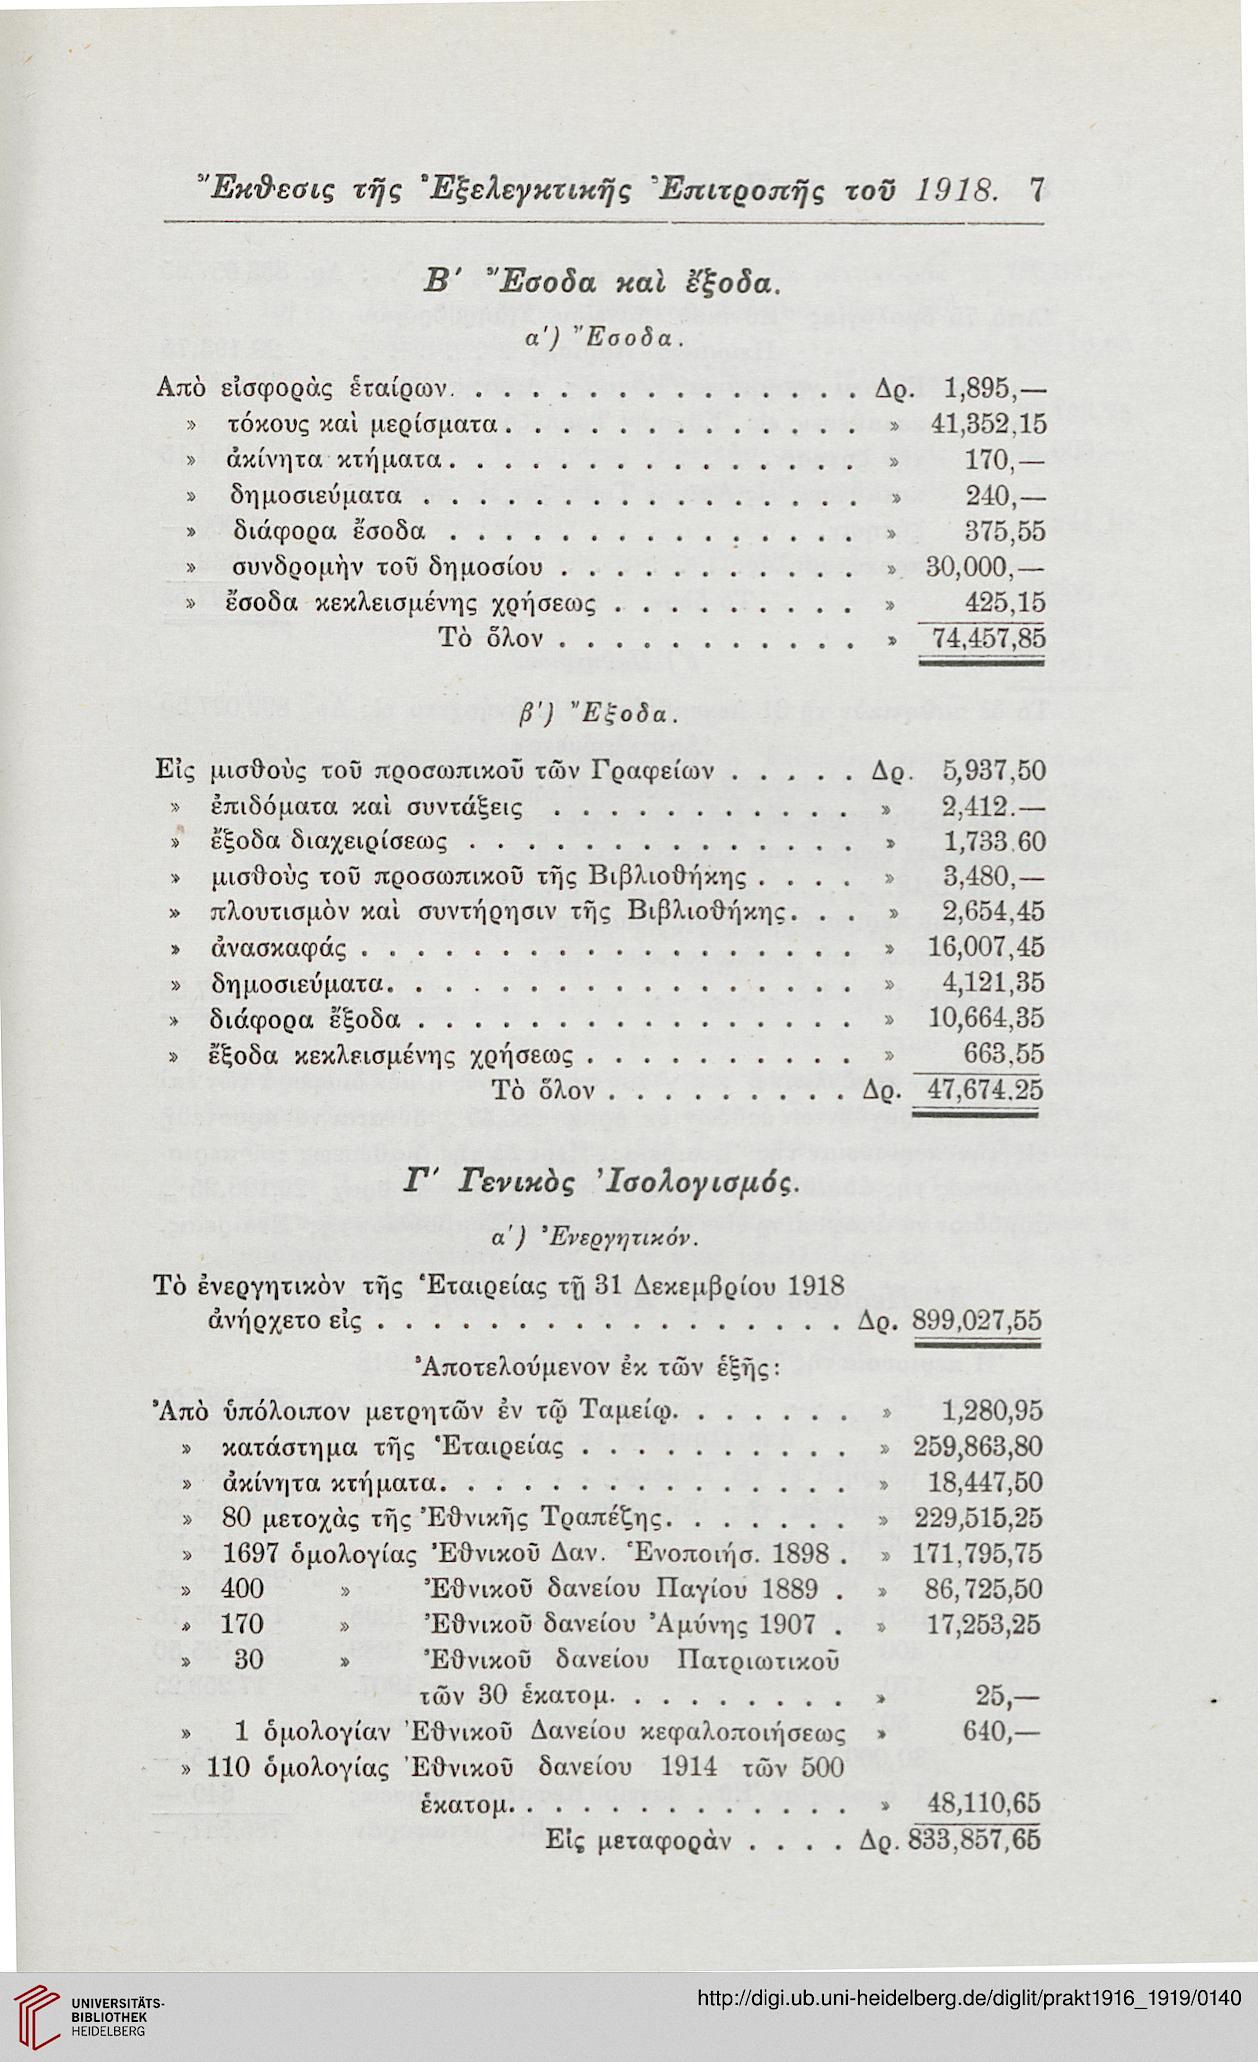 Ἔκθεσις τῆς Ἐξελεγκτικῆς Ἐπιτροπῆς τοῦ 1918. 7
Β′ Ἔσοδα καὶ ἔξοδα.
α′) Ἔσοδα.
Ἀπὸ εἰσφορὰς ἑταίρων. . . . . . . . . . . . . . . Δρ. 1,895,—
» τόκους καὶ μερίσματα . . . . . . . . . . . . . » 41,352,15
» ἀκίνητα κτήματα . . . . . . . . . . . . . . . » 170,—
» δημοσιεύματα . . . . . . . . . . . . . . . . » 240,—
» διάφορα ἔσοδα . . . . . . . . . . . . . . . » 375,55
» συνδρομὴν τοῦ δημοσίου . . . . . . . . . . . » 30,000,—
» ἔσοδα κεκλεισμένης χρήσεως . . . . . . . . . » 425,15
Τὸ ὅλον . . . . . . . . . . . » 74,457,85
β′) Ἔξοδα.
Εἰς μισθοὺς τοῦ προσωπικοῦ τῶν Γραφείων . . . . . Δρ. 5,937,50
» ἐπιδόματα καὶ συντάξεις . . . . . . . . . . . » 2,412.—
» ἔξοδα διαχειρίσεως . . . . . . . . . . . . . . » 1,733.60
» μισθοὺς τοῦ προσωπικοῦ τῆς Βιβλιοθήκης . . . . » 3,480,—
» πλουτισμὸν καὶ συντήρησιν τῆς Βιβλιοθήκης. . . » 2,654,45
» ἀνασκαφάς . . . . . . . . . . . . . . . . . . » 16,007,45
» δημοσιεύματα. . . . . . . . . . . . . . . . . » 4,121,35
» διάφορα ἔξοδα . . . . . . . . . . . . . . . . » 10,664,35
» ἔξοδα κεκλεισμένης χρήσεως . . . . . . . . . . » 663,55
Τὸ ὅλον . . . . . . . . . Δρ. 47,674.25
Γ′ Γενικὸς Ἰσολογισμός.
α′) Ἐνεργητικόν.
Τὸ ἐνεργητικὸν τῆς Ἑταιρείας τῇ 31 Δεκεμβρίου 1918
ἀνήρχετο εἰς . . . . . . . . . . . . . . . . . Δρ. 899,027,55
Ἀποτελούμενον ἐκ τῶν ἑξῆς:
Ἀπὸ ὑπόλοιπον μετρητῶν ἐν τῷ Ταμείῳ. . . . . . . » 1,280,95
» κατάστημα τῆς Ἑταιρείας . . . . . . . . . . » 259,863,80
» ἀκίνητα κτήματα. . . . . . . . . . . . . . . » 18,447,50
» 80 μετοχὰς τῆς Ἐθνικῆς Τραπέζης. . . . . . . » 229,515,25
» 1697 ὁμολογίας Ἐθνικοῦ Δαν. Ἑνοποιήσ. 1898 . » 171,795,75
» 400 » Ἐθνικοῦ δανείου Παγίου 1889 . » 86,725,50
» 170 » Ἐθνικοῦ δανείου Ἀμύνης 1907 . » 17,253,25
» 30 » Ἐθνικοῦ δανείου Πατριωτικοῦ
τῶν 30 ἑκατομ. . . . . . . . . » 25,—
» 1 ὁμολογίαν Ἐθνικοῦ Δανείου κεφαλοποιήσεως » 640,—
» 110 ὁμολογίας Ἐθνικοῦ δανείου 1914 τῶν 500
ἑκατομ. . . . . . . . . . . . . » 48,110,65
Εἰς μεταφορὰν . . . . Δρ. 833,857,65
UNIVERSITÄTS-
BIBLIOTHEK
HEIDELBERG
http://digi.ub.uni-heidelberg.de/diglit/prakt1916_1919/0140